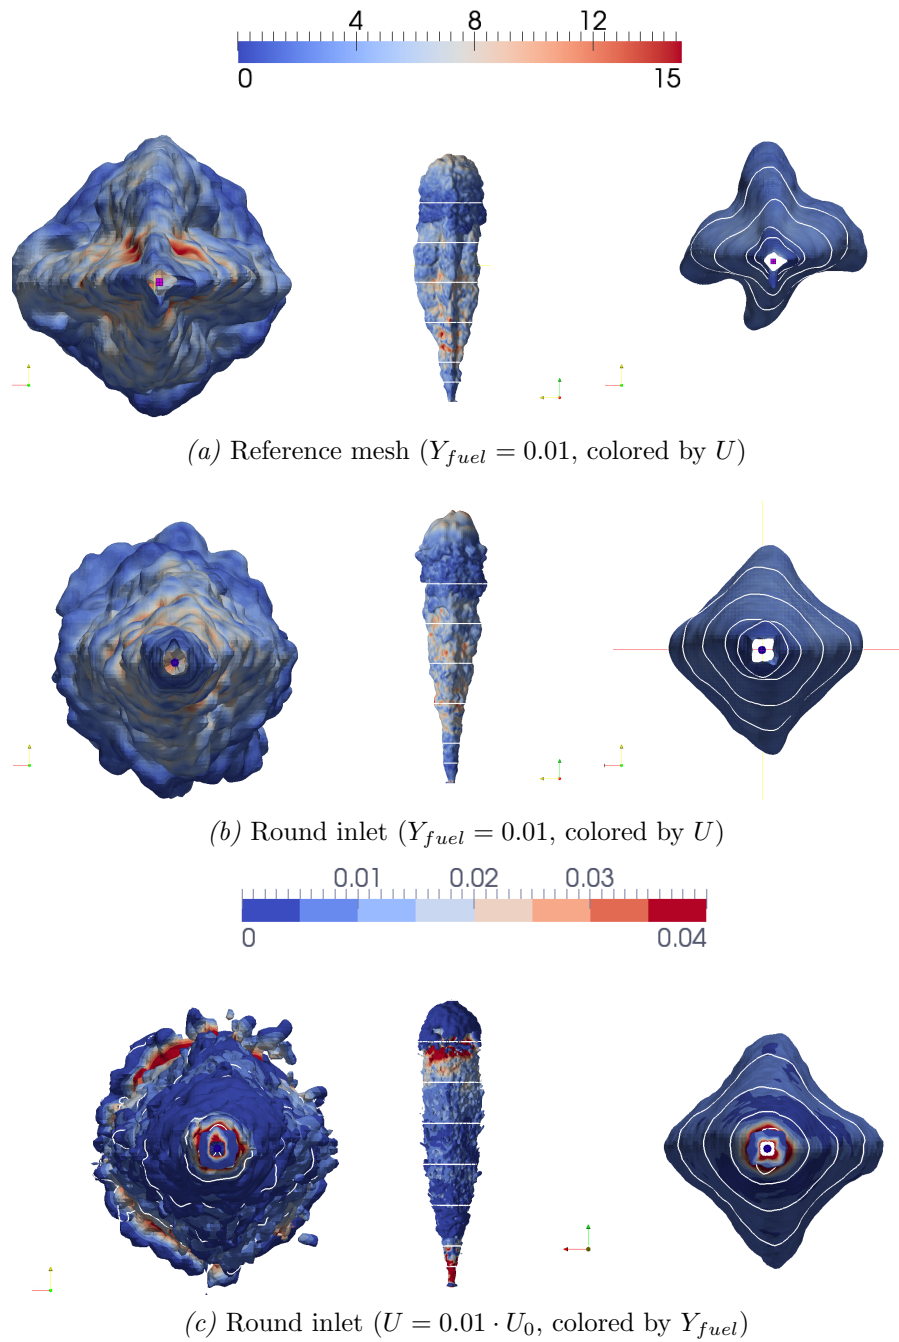 4 8 12
0 15
(a) Reference mesh (Y_{fuel} = 0.01, colored by U)
(b) Round inlet (Y_{fuel} = 0.01, colored by U)
0.01 0.02 0.03
0 0.04
(c) Round inlet (U = 0.01 · U_0, colored by Y_{fuel})